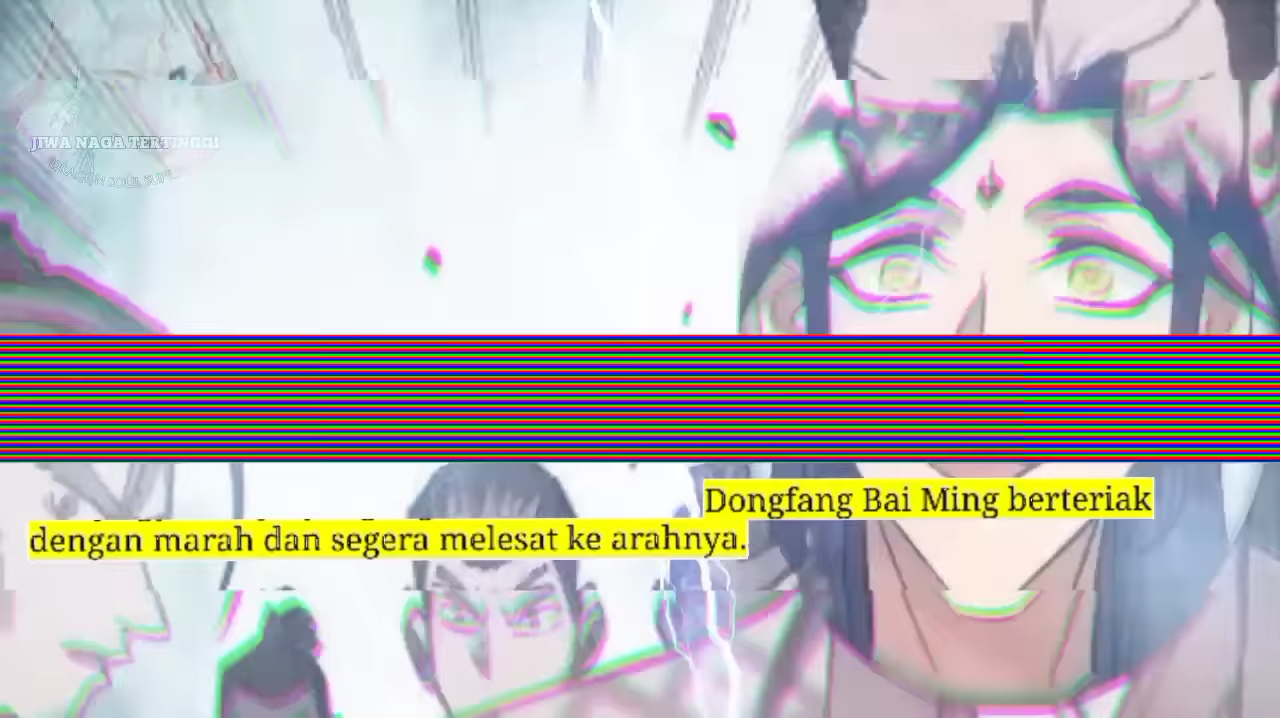 JIWA NAGA TERTINGGI
Dongfang Bai Ming berteriak
dengan marah dan segera melesat ke arahnya.